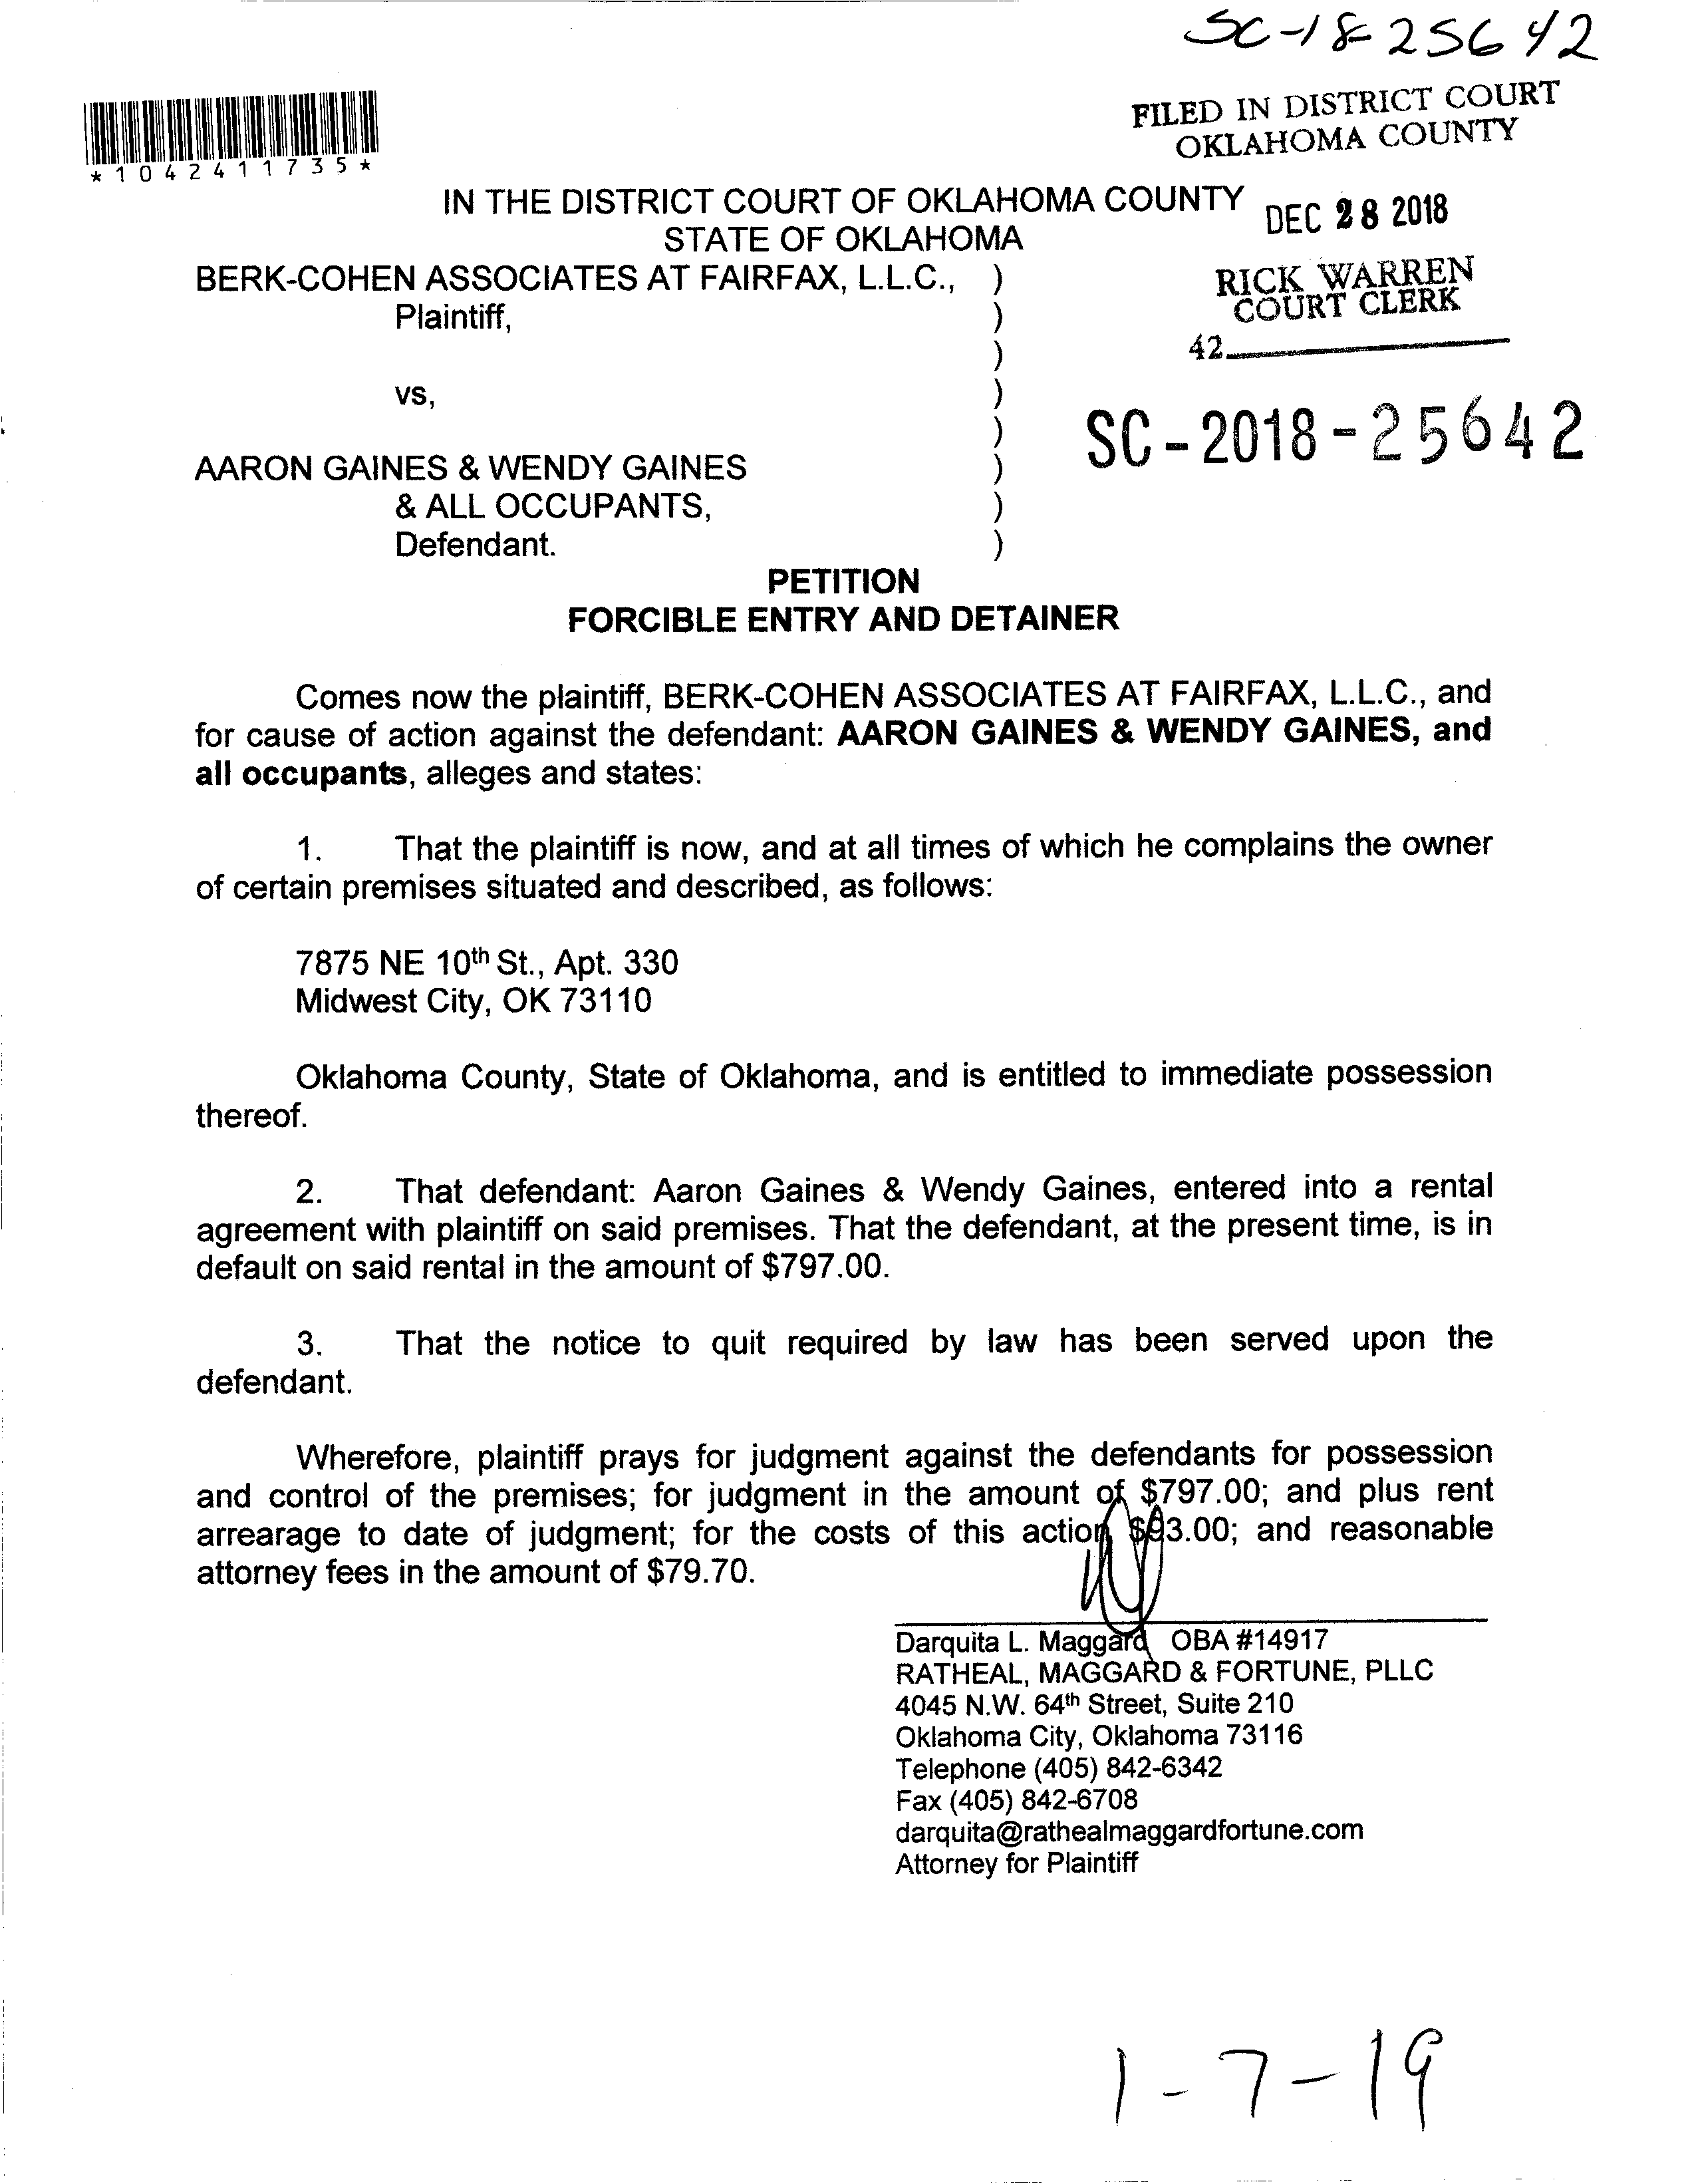 SC-18-25642
FILED IN DISTRICT COURT
OKLAHOMA COUNTY
*1042411735*
IN THE DISTRICT COURT OF OKLAHOMA COUNTY
DEC 28 2018
STATE OF OKLAHOMA
BERK-COHEN ASSOCIATES AT FAIRFAX, L.L.C., )
RICK WARREN
COURT CLERK
Plaintiff, )
)
42
vs, )
)
SC-2018-25642
AARON GAINES & WENDY GAINES )
& ALL OCCUPANTS, )
Defendant. )
PETITION
FORCIBLE ENTRY AND DETAINER
Comes now the plaintiff, BERK-COHEN ASSOCIATES AT FAIRFAX, L.L.C., and
for cause of action against the defendant: AARON GAINES & WENDY GAINES, and
all occupants, alleges and states:
1. That the plaintiff is now, and at all times of which he complains the owner
of certain premises situated and described, as follows:
7875 NE 10th St., Apt. 330
Midwest City, OK 73110
Oklahoma County, State of Oklahoma, and is entitled to immediate possession
thereof.
2. That defendant: Aaron Gaines & Wendy Gaines, entered into a rental
agreement with plaintiff on said premises. That the defendant, at the present time, is in
default on said rental in the amount of $797.00.
3. That the notice to quit required by law has been served upon the
defendant.
Wherefore, plaintiff prays for judgment against the defendants for possession
and control of the premises; for judgment in the amount of $797.00; and plus rent
arrearage to date of judgment; for the costs of this action $93.00; and reasonable
attorney fees in the amount of $79.70.
Darquita L. Maggard OBA #14917
RATHEAL, MAGGARD & FORTUNE, PLLC
4045 N.W. 64th Street, Suite 210
Oklahoma City, Oklahoma 73116
Telephone (405) 842-6342
Fax (405) 842-6708
darquita@rathealmaggardfortune.com
Attorney for Plaintiff
1-7-19